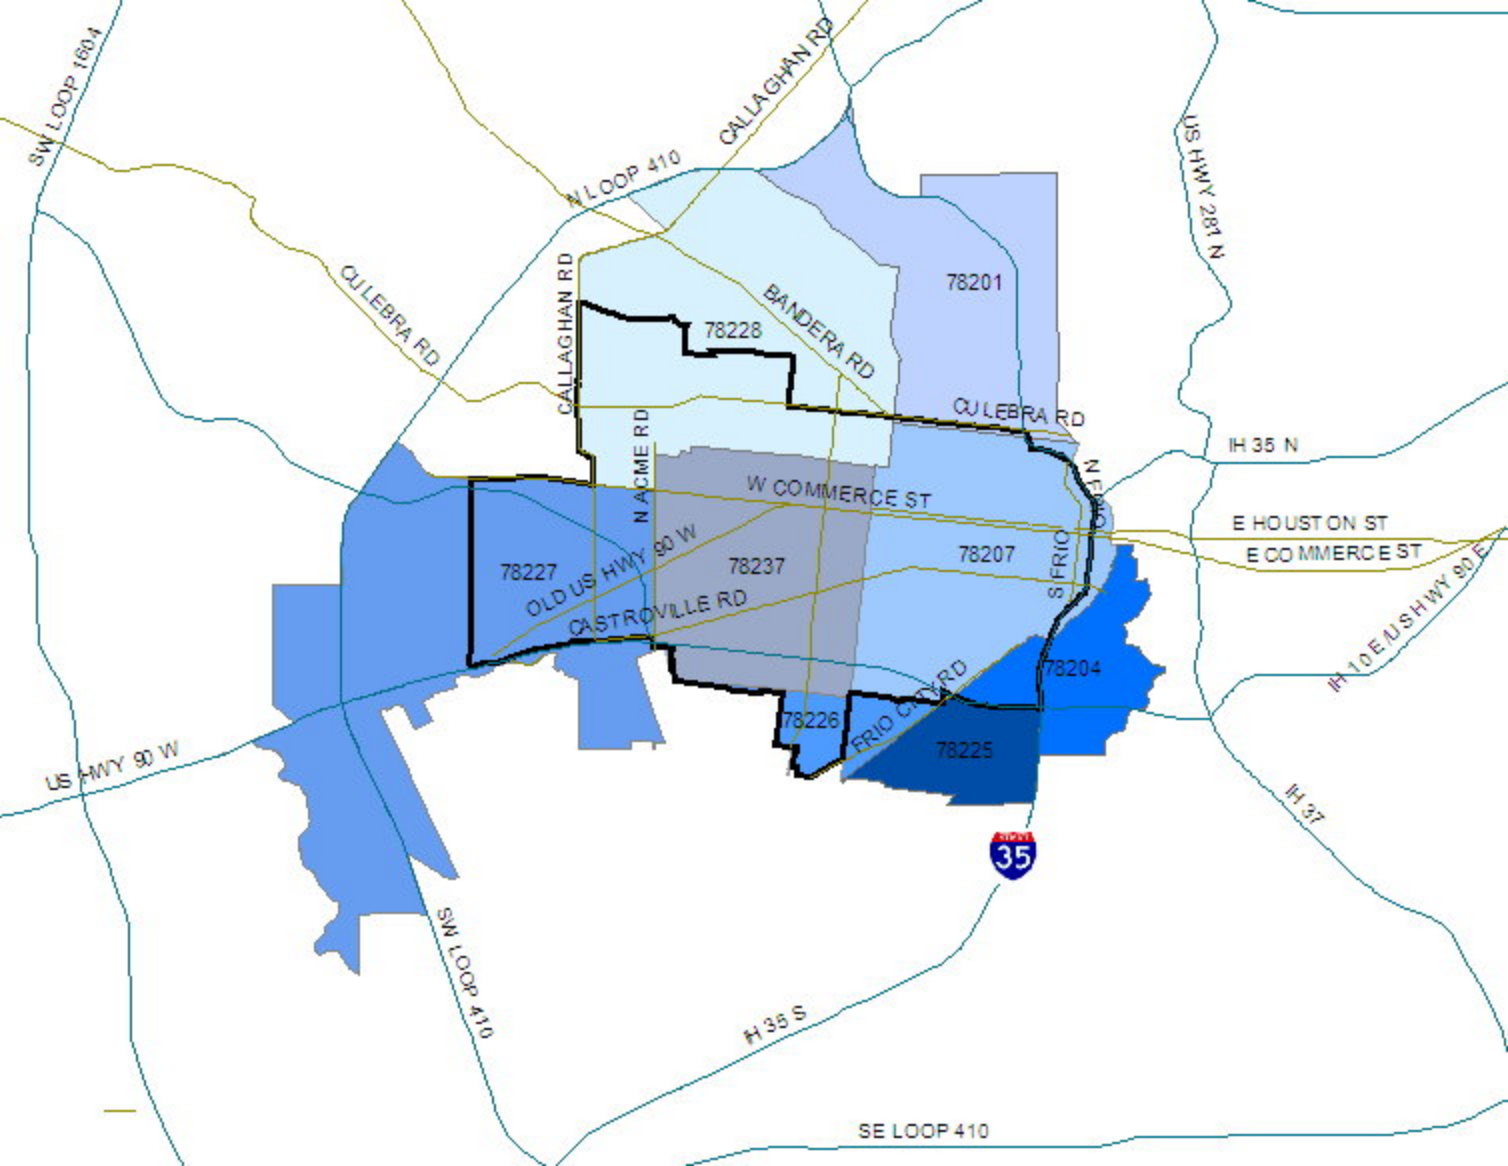 SW LOOP 1604
CALLAGHAN RD
N LOOP 410
US HWY 281 N
CULEBRA RD
CALLAGHAN RD
78201
BANDERA RD
78228
CULEBRA RD
N ACME RD
IH 35 N
N FRIO
W COMMERCE ST
E HOUSTON ST
E COMMERCE ST
OLD US HWY 90 W
78227
78237
78207
S FRIO
IH 10 E/US HWY 90 E
CASTROVILLE RD
78204
FRIO CITY RD
78226
78225
US HWY 90 W
IH 37
35
SW LOOP 410
IH 35 S
SE LOOP 410